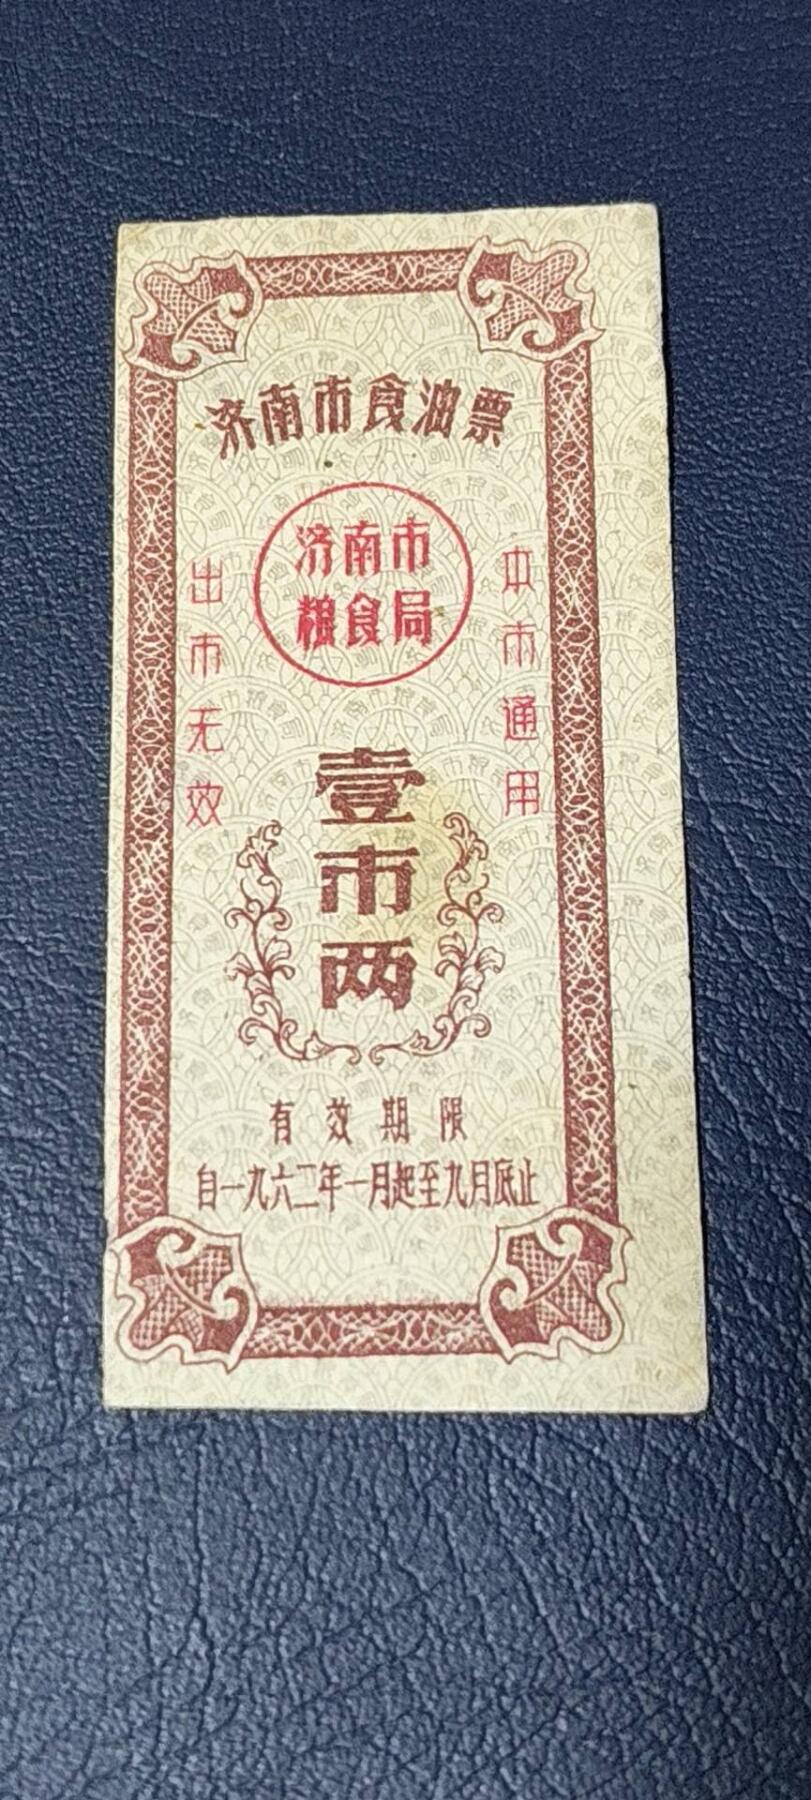 济南市食油票
济南市
粮食局
本市通用
出市无效
壹市两
有效期限
自一九六二年一月起至九月底止